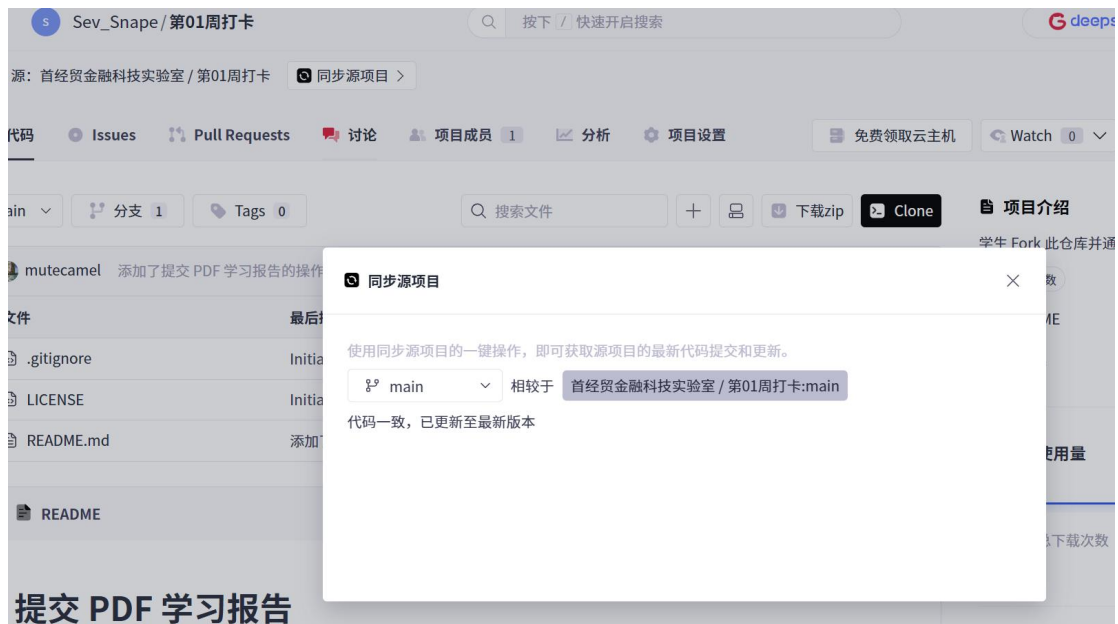 S Sev_Snape/第01周打卡 按下 / 快速开启搜索
源：首经贸金融科技实验室 / 第01周打卡 同步源项目
代码 Issues Pull Requests 讨论 项目成员 1 分析 项目设置 免费领取云主机 Watch 0
分支 1 Tags 0 搜索文件 下载zip Clone 项目介绍
学生 Fork 此仓库并通
mutecamel 添加了提交 PDF 学习报告的操作
同步源项目
数
文件
.gitignore
使用同步源项目的一键操作，即可获取源项目的最新代码提交和更新。
main 相较于 首经贸金融科技实验室 / 第01周打卡:main
LICENSE
代码一致，已更新至最新版本
README.md 添加
使用量
README
总下载次数
提交 PDF 学习报告